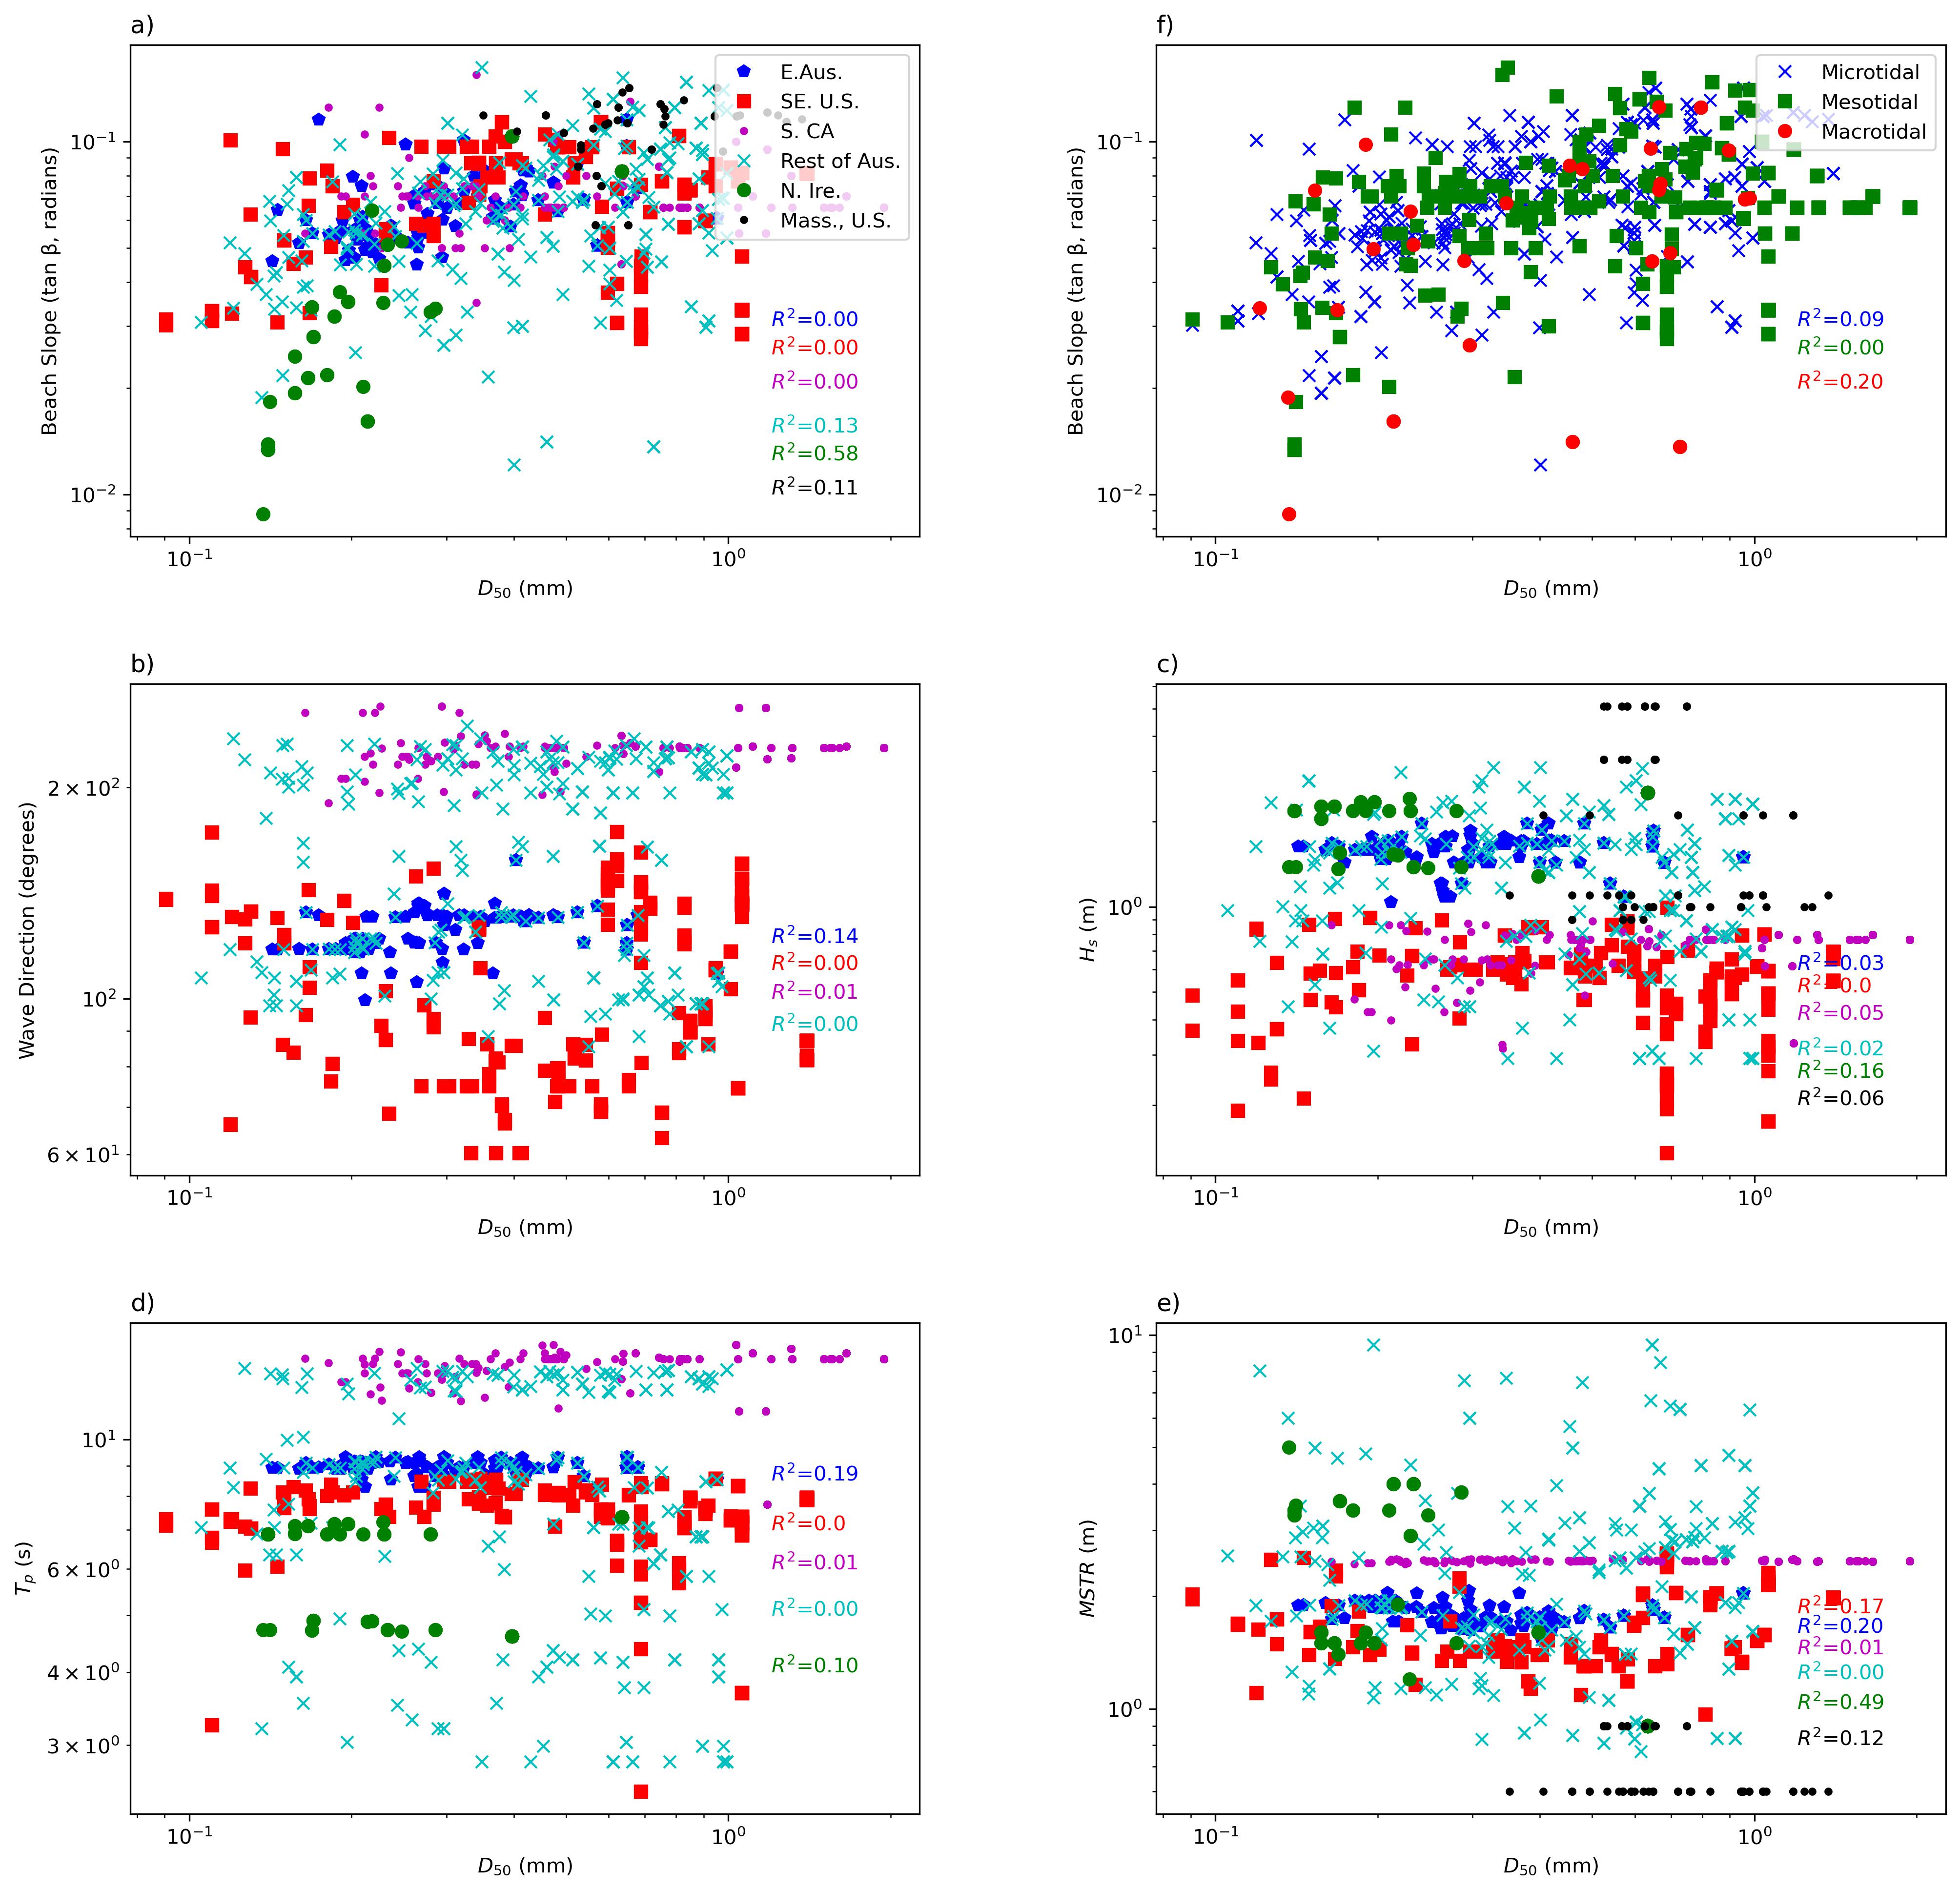 a)
Beach Slope (tan β, radians)
10⁻¹
10⁻²
E.Aus.
SE. U.S.
S. CA
Rest of Aus.
N. Ire.
Mass., U.S.
R²=0.00
R²=0.00
R²=0.00
R²=0.13
R²=0.58
R²=0.11
10⁻¹ 10⁰
D₅₀ (mm)
f)
Beach Slope (tan β, radians)
10⁻¹
10⁻²
Microtidal
Mesotidal
Macrotidal
R²=0.09
R²=0.00
R²=0.20
10⁻¹ 10⁰
D₅₀ (mm)
b)
Wave Direction (degrees)
2 × 10²
10²
6 × 10¹
R²=0.14
R²=0.00
R²=0.01
R²=0.00
10⁻¹ 10⁰
D₅₀ (mm)
c)
Hₛ (m)
10⁰
R²=0.03
R²=0.0
R²=0.05
R²=0.02
R²=0.16
R²=0.06
10⁻¹ 10⁰
D₅₀ (mm)
d)
Tₚ (s)
10¹
6 × 10⁰
4 × 10⁰
3 × 10⁰
R²=0.19
R²=0.0
R²=0.01
R²=0.00
R²=0.10
10⁻¹ 10⁰
D₅₀ (mm)
e)
MSTR (m)
10¹
10⁰
R²=0.17
R²=0.20
R²=0.01
R²=0.00
R²=0.49
R²=0.12
10⁻¹ 10⁰
D₅₀ (mm)